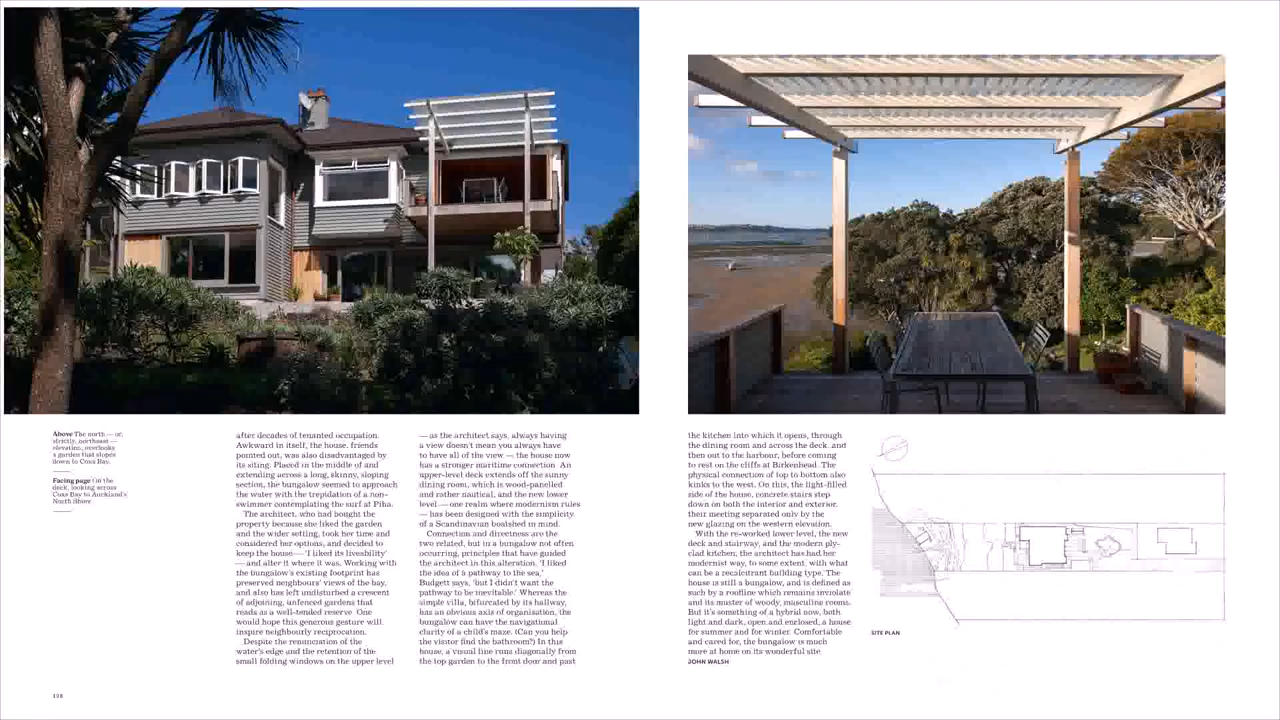 Above The north — or,
strictly, northeast —
elevation, overlooks
a garden that slopes
down to Coxs Bay.
Facing page On the
deck, looking across
Coxs Bay to Auckland's
North Shore
after decades of tenanted occupation.
Awkward in itself, the house, friends
pointed out, was also disadvantaged by
its siting. Placed in the middle of and
extending across a long, skinny, sloping
section, the bungalow seemed to approach
the water with the trepidation of a non-
swimmer contemplating the surf at Piha.
The architect, who had bought the
property because she liked the garden
and the wider setting, took her time and
considered her options, and decided to
keep the house — 'I liked its liveability'
— and alter it where it was. Working with
the bungalow's existing footprint has
preserved neighbours' views of the bay,
and also has left undisturbed a crescent
of adjoining, unfenced gardens that
reads as a well-tended reserve. One
would hope this generous gesture will
inspire neighbourly reciprocation.
Despite the renunciation of the
water's edge and the retention of the
small folding windows on the upper level
— as the architect says, always having
a view doesn't mean you always have
to have all of the view — the house now
has a stronger maritime connection. An
upper-level deck extends off the sunny
dining room, which is wood-panelled
and rather nautical, and the new lower
level — one realm where modernism rules
— has been designed with the simplicity
of a Scandinavian boatshed in mind.
Connection and directness are the
two related, but in a bungalow not often
occurring, principles that have guided
the architect in this alteration. 'I liked
the idea of a pathway to the sea,'
Budgett says, 'but I didn't want the
pathway to be inevitable.' Whereas the
simple villa, bifurcated by its hallway,
has an obvious axis of organisation, the
bungalow can have the navigational
clarity of a child's maze. (Can you help
the visitor find the bathroom?) In this
house, a visual line runs diagonally from
the top garden to the front door and past
the kitchen into which it opens, through
the dining room and across the deck, and
then out to the harbour, before coming
to rest on the cliffs at Birkenhead. The
physical connection of top to bottom also
kinks to the west. On this, the light-filled
side of the house, concrete stairs step
down on both the interior and exterior,
their meeting separated only by the
new glazing on the western elevation.
With the re-worked lower level, the new
deck and stairway, and the modern ply-
clad kitchen, the architect has had her
modernist way, to some extent, with what
can be a recalcitrant building type. The
house is still a bungalow, and is defined as
such by a roofline which remains inviolate
and its muster of woody, masculine rooms.
But it's something of a hybrid now, both
light and dark, open and enclosed, a house
for summer and for winter. Comfortable
and cared for, the bungalow is much
more at home on its wonderful site.
JOHN WALSH
SITE PLAN
198